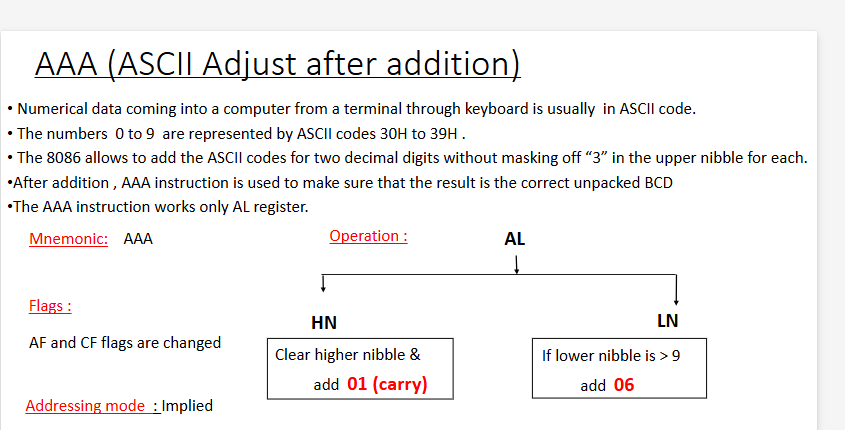 AAA (ASCII Adjust after addition)
• Numerical data coming into a computer from a terminal through keyboard is usually in ASCII code.
• The numbers 0 to 9 are represented by ASCII codes 30H to 39H .
• The 8086 allows to add the ASCII codes for two decimal digits without masking off “3” in the upper nibble for each.
•After addition , AAA instruction is used to make sure that the result is the correct unpacked BCD
•The AAA instruction works only AL register.
Mnemonic: AAA
Operation :
AL
Flags :
HN
LN
AF and CF flags are changed
Clear higher nibble &
add 01 (carry)
If lower nibble is > 9
add 06
Addressing mode : Implied